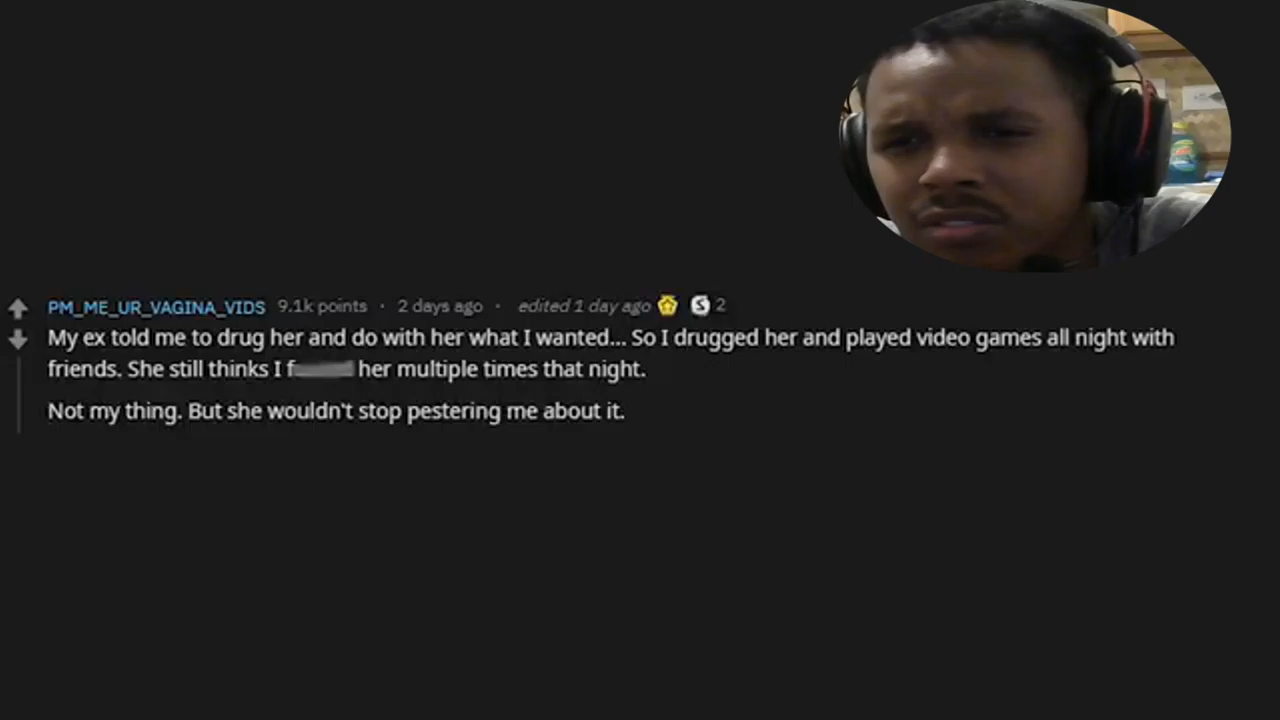 PM_ME_UR_VAGINA_VIDS 9.1k points · 2 days ago · edited 1 day ago S 2
My ex told me to drug her and do with her what I wanted... So I drugged her and played video games all night with
friends. She still thinks I f her multiple times that night.
Not my thing. But she wouldn't stop pestering me about it.